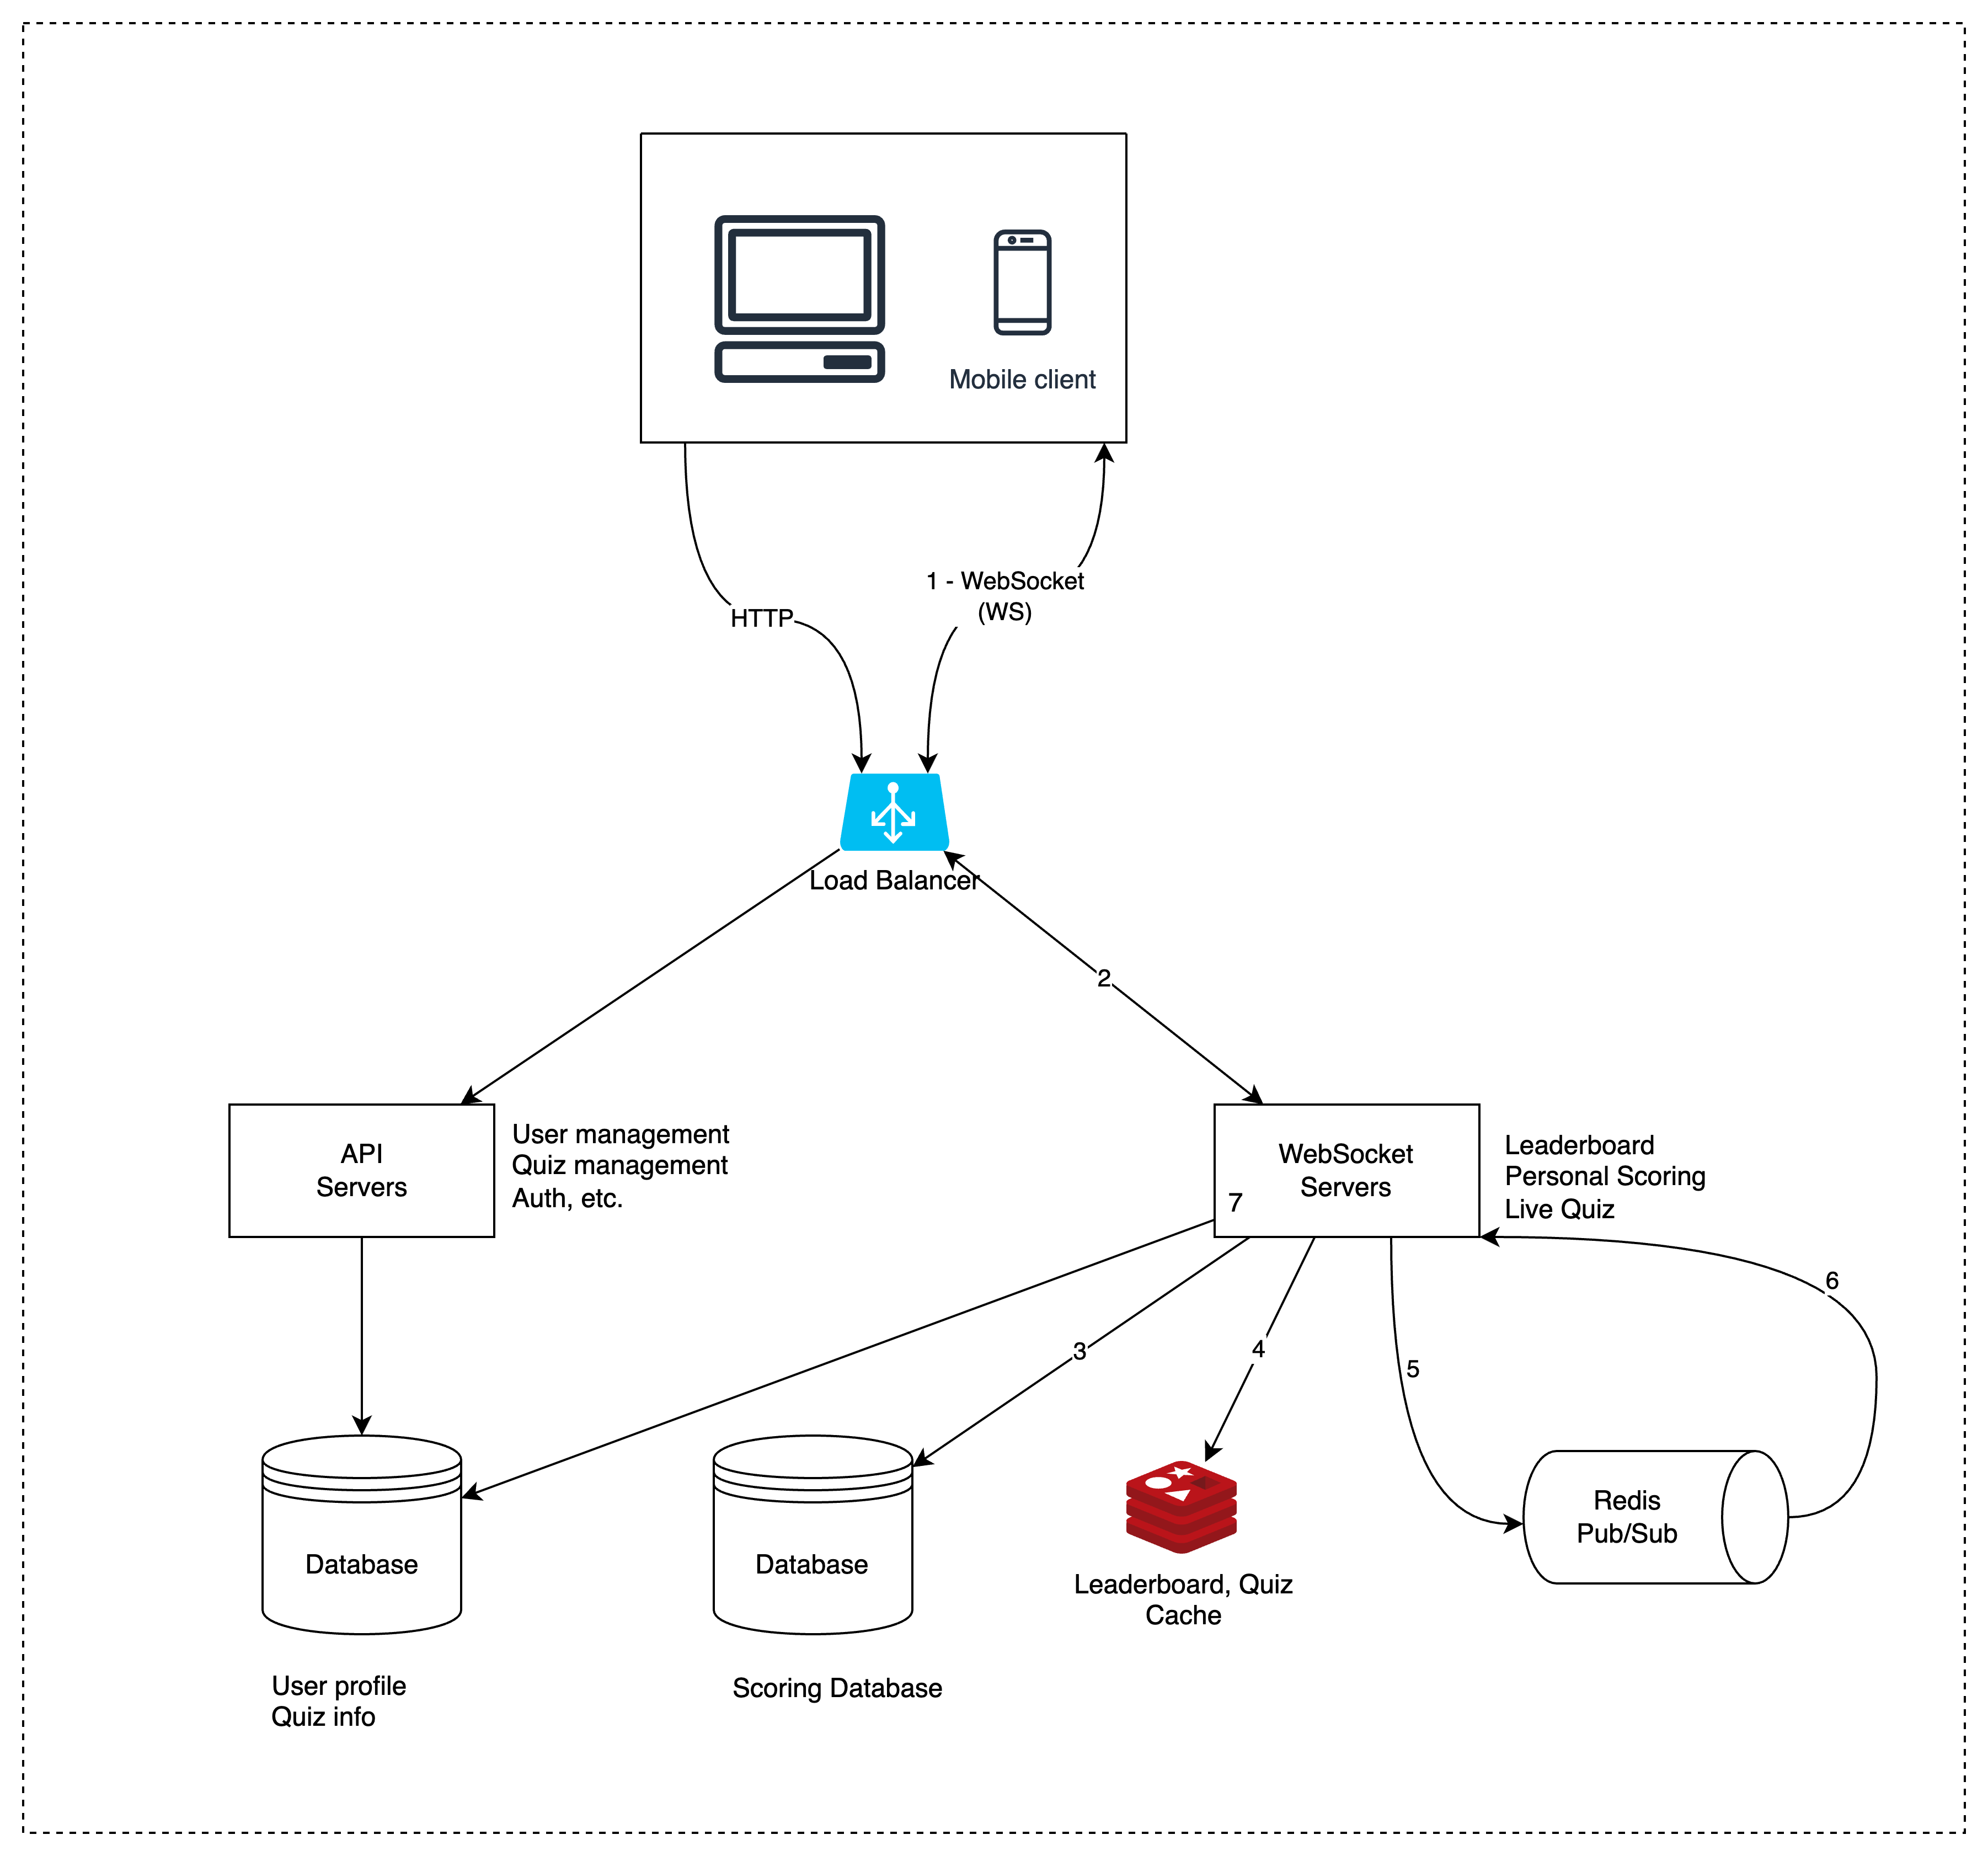 Mobile client
1 - WebSocket
(WS)
HTTP
Load Balancer
2
API
Servers
User management
Quiz management
Auth, etc.
WebSocket
Servers
7
Leaderboard
Personal Scoring
Live Quiz
6
3
4
5
Database
Database
Redis
Pub/Sub
Leaderboard, Quiz
Cache
User profile
Quiz info
Scoring Database